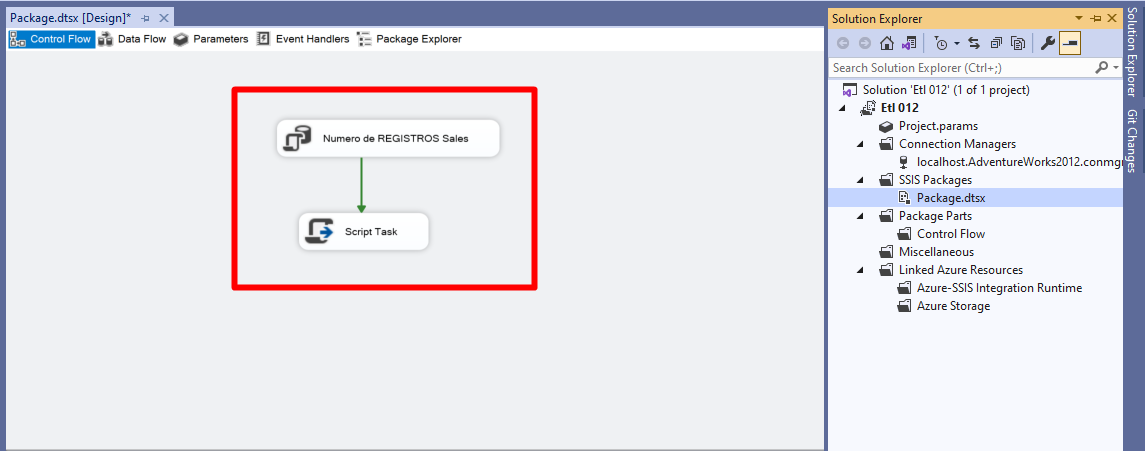 Package.dtsx [Design]*
Control Flow Data Flow Parameters Event Handlers Package Explorer
Numero de REGISTROS Sales
Script Task
Solution Explorer
Search Solution Explorer (Ctrl+;)
Solution 'Etl 012' (1 of 1 project)
Etl 012
Project.params
Connection Managers
localhost.AdventureWorks2012.conmgr
SSIS Packages
Package.dtsx
Package Parts
Control Flow
Miscellaneous
Linked Azure Resources
Azure-SSIS Integration Runtime
Azure Storage
Solution Explorer
Git Changes